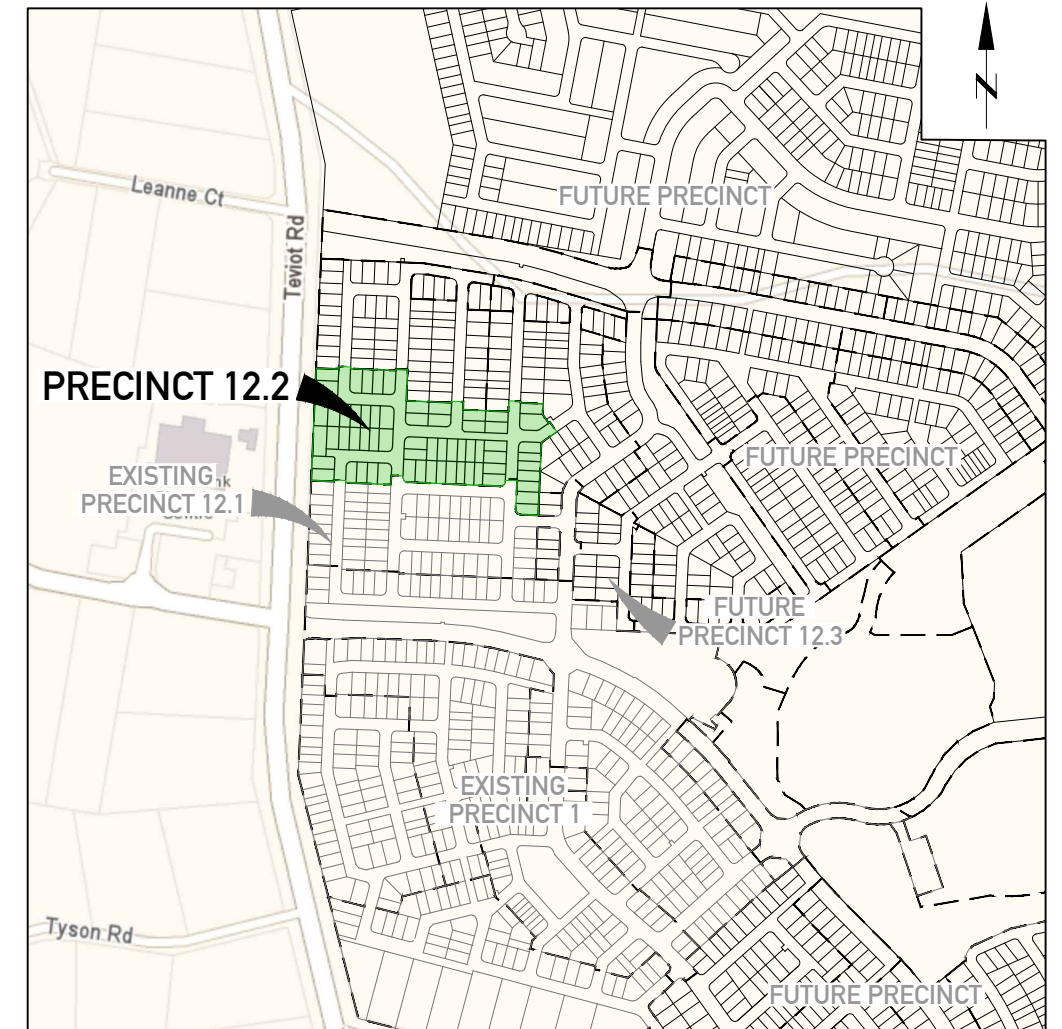 N
Leanne Ct
FUTURE PRECINCT
Teviot Rd
PRECINCT 12.2
FUTURE PRECINCT
EXISTING
PRECINCT 12.1
FUTURE
PRECINCT 12.3
EXISTING
PRECINCT 1
Tyson Rd
FUTURE PRECINCT